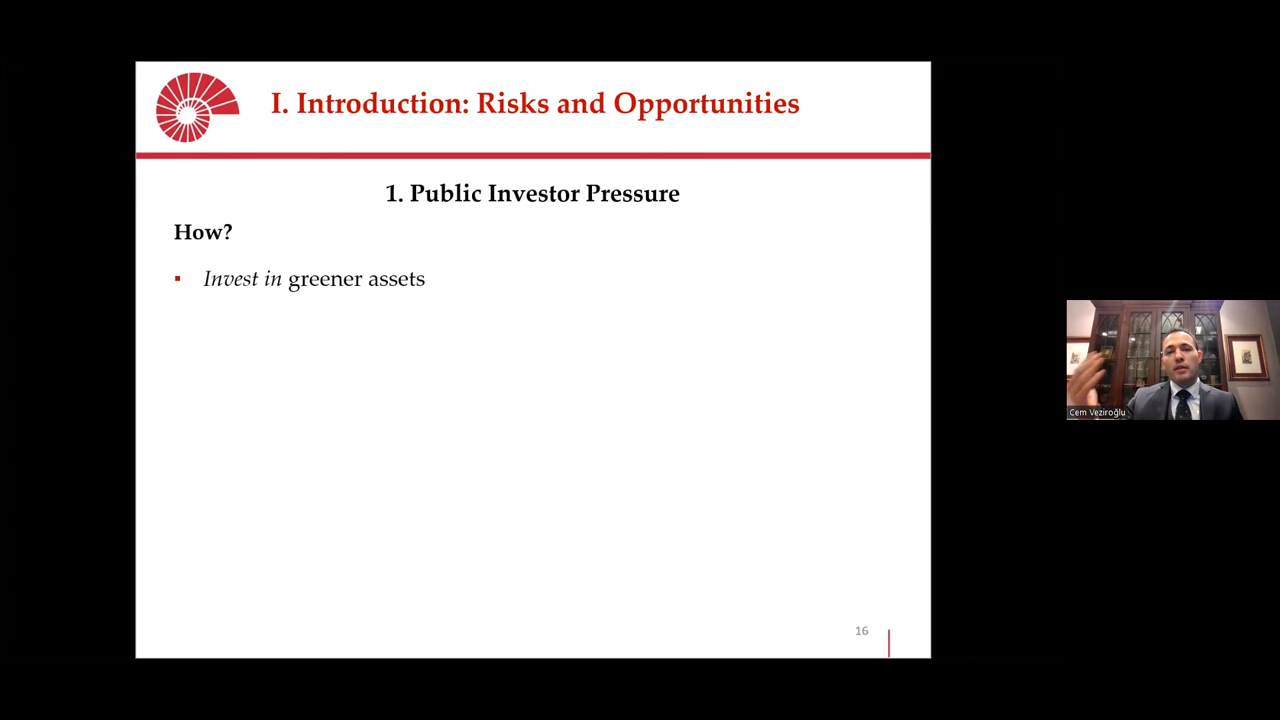 I. Introduction: Risks and Opportunities
1. Public Investor Pressure
How?
▪ Invest in greener assets
16
Cem Veziroğlu